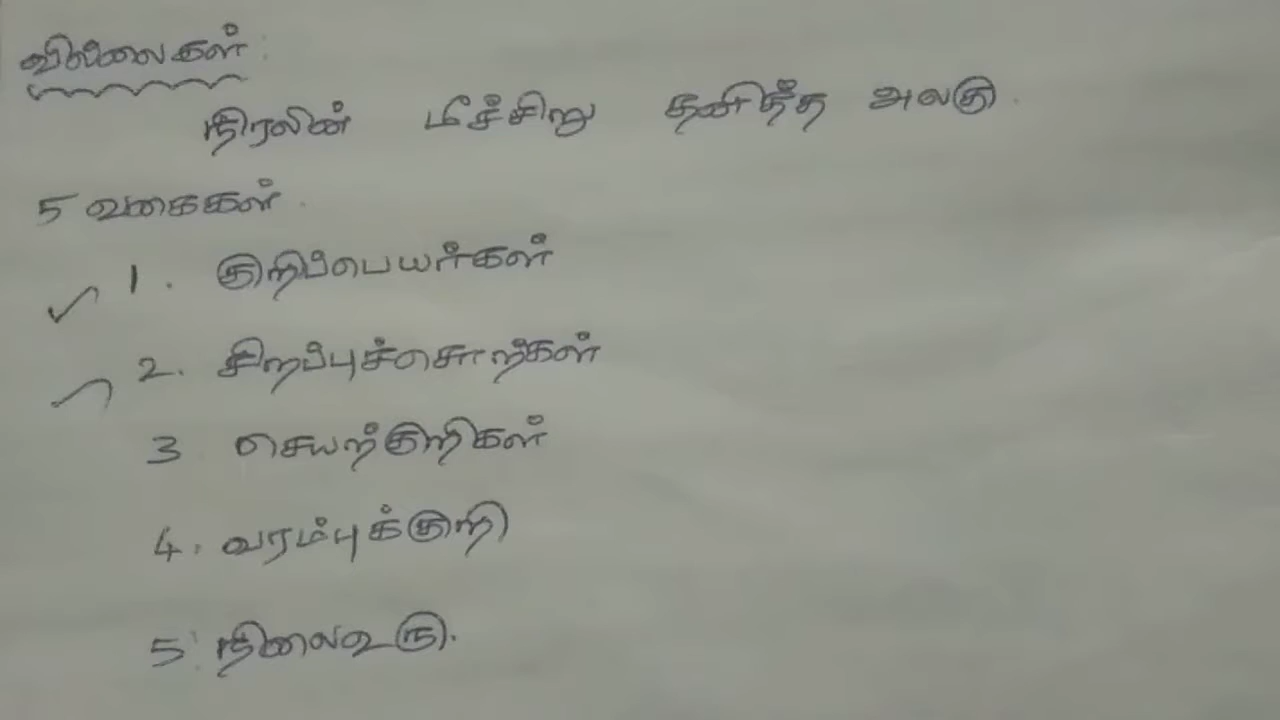 வில்லைகள் :
நிரலின் மீச்சிறு தனித்த அலகு.
5 வகைகள்.
1. குறிப்பெயர்கள்
2. சிறப்புச்சொற்கள்
3 செயற்குறிகள்
4. வரம்புக்குறி
5 நிலைஉரு.